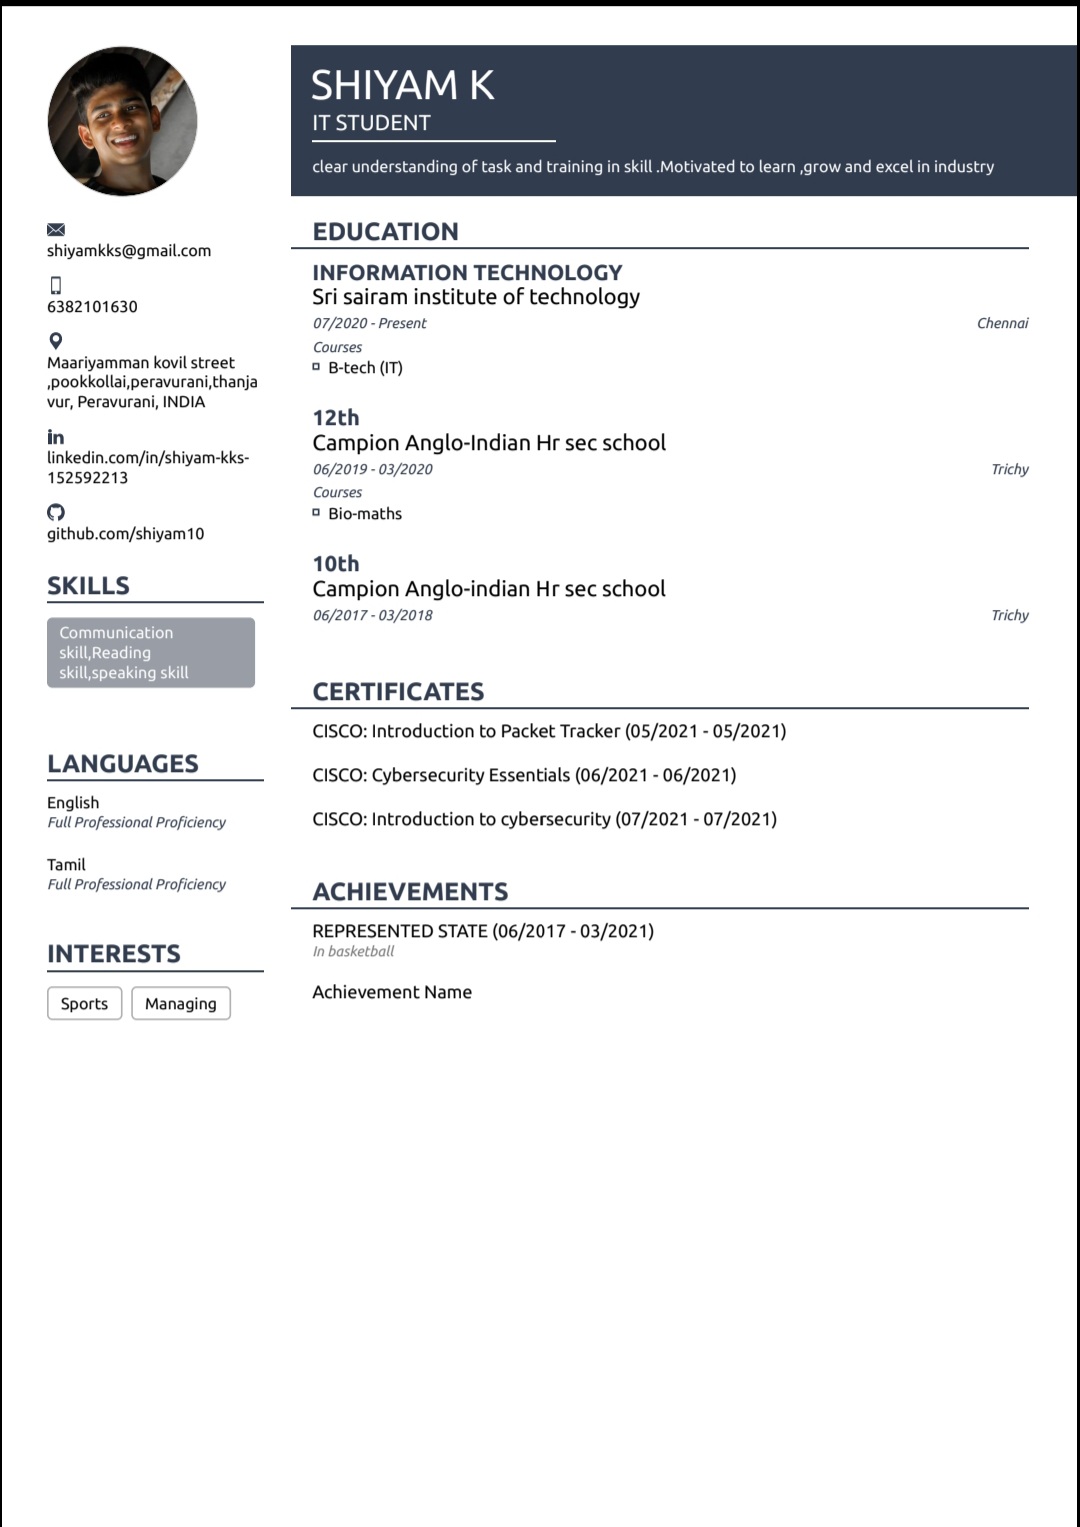 SHIYAM K
IT STUDENT
clear understanding of task and training in skill .Motivated to learn ,grow and excel in industry
shiyamkks@gmail.com
6382101630
Maariyamman kovil street
,pookkollai,peravurani,thanja
vur, Peravurani, INDIA
linkedin.com/in/shiyam-kks-
152592213
github.com/shiyam10
SKILLS
Communication
skill,Reading
skill,speaking skill
LANGUAGES
English
Full Professional Proficiency
Tamil
Full Professional Proficiency
INTERESTS
Sports
Managing
EDUCATION
INFORMATION TECHNOLOGY
Sri sairam institute of technology
07/2020 - Present Chennai
Courses
B-tech (IT)
12th
Campion Anglo-Indian Hr sec school
06/2019 - 03/2020 Trichy
Courses
Bio-maths
10th
Campion Anglo-indian Hr sec school
06/2017 - 03/2018 Trichy
CERTIFICATES
CISCO: Introduction to Packet Tracker (05/2021 - 05/2021)
CISCO: Cybersecurity Essentials (06/2021 - 06/2021)
CISCO: Introduction to cybersecurity (07/2021 - 07/2021)
ACHIEVEMENTS
REPRESENTED STATE (06/2017 - 03/2021)
In basketball
Achievement Name